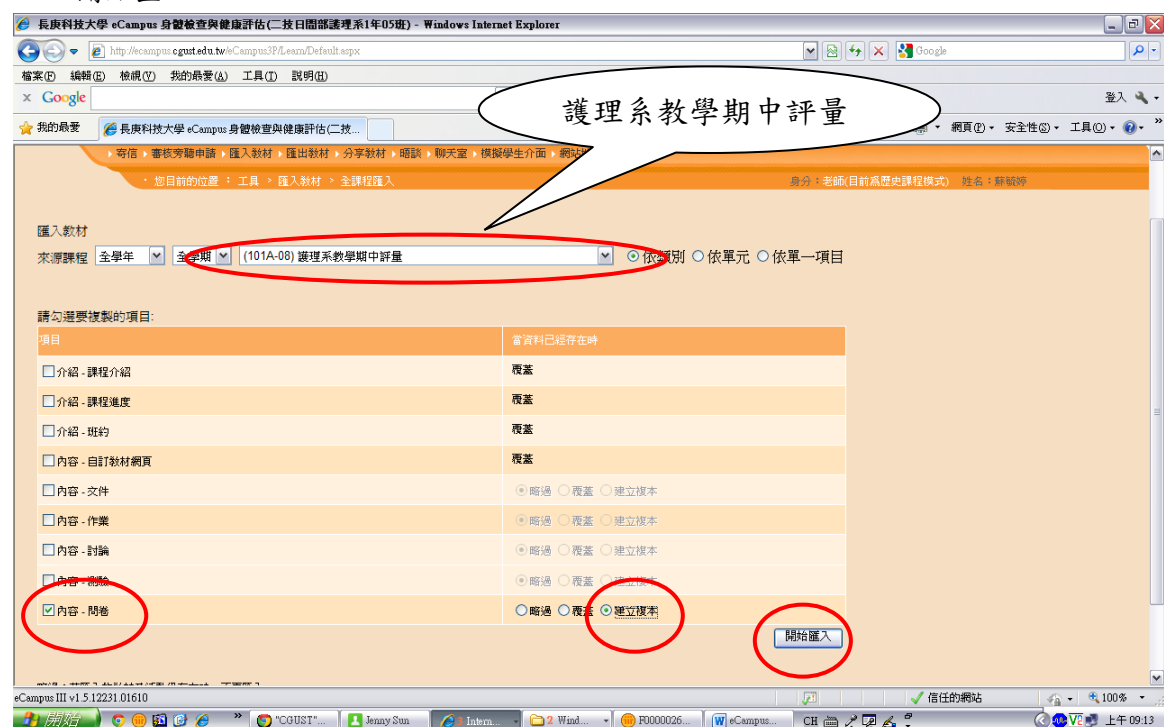 長庚科技大學 eCampus 身體檢查與健康評估(二技日間部護理系1年05班) - Windows Internet Explorer
http://ecampus.cgust.edu.tw/eCampus3P/Learn/Default.aspx
Google
檔案(F) 編輯(E) 檢視(V) 我的最愛(A) 工具(T) 說明(H)
x Google
登入
護理系教學期中評量
我的最愛
長庚科技大學 eCampus 身體檢查與健康評估(二技...
網頁(P) 安全性(S) 工具(O)
寄信 審核旁聽申請 匯入教材 匯出教材 分享教材 晤談 聊天室 模擬學生介面
您目前的位置 : 工具 > 匯入教材 > 全課程匯入
身分:老師(目前為歷史課程模式) 姓名:蘇毓婷
匯入教材
來源課程 全學年 全學期 (101A-08) 護理系教學期中評量 依類別 依單元 依單一項目
請勾選要複製的項目:
項目 當資料已經存在時
介紹 - 課程介紹 覆蓋
介紹 - 課程進度 覆蓋
介紹 - 班約 覆蓋
內容 - 自訂教材網頁 覆蓋
內容 - 文件 略過 覆蓋 建立複本
內容 - 作業 略過 覆蓋 建立複本
內容 - 討論 略過 覆蓋 建立複本
內容 - 測驗 略過 覆蓋 建立複本
內容 - 問卷 略過 覆蓋 建立複本
開始匯入
eCampus III v1.5.12231.01610
信任的網站 100%
開始 "CGUST"... Jenny Sun Intern... 2 Wind... F0000026... eCampus... CH 上午 09:13